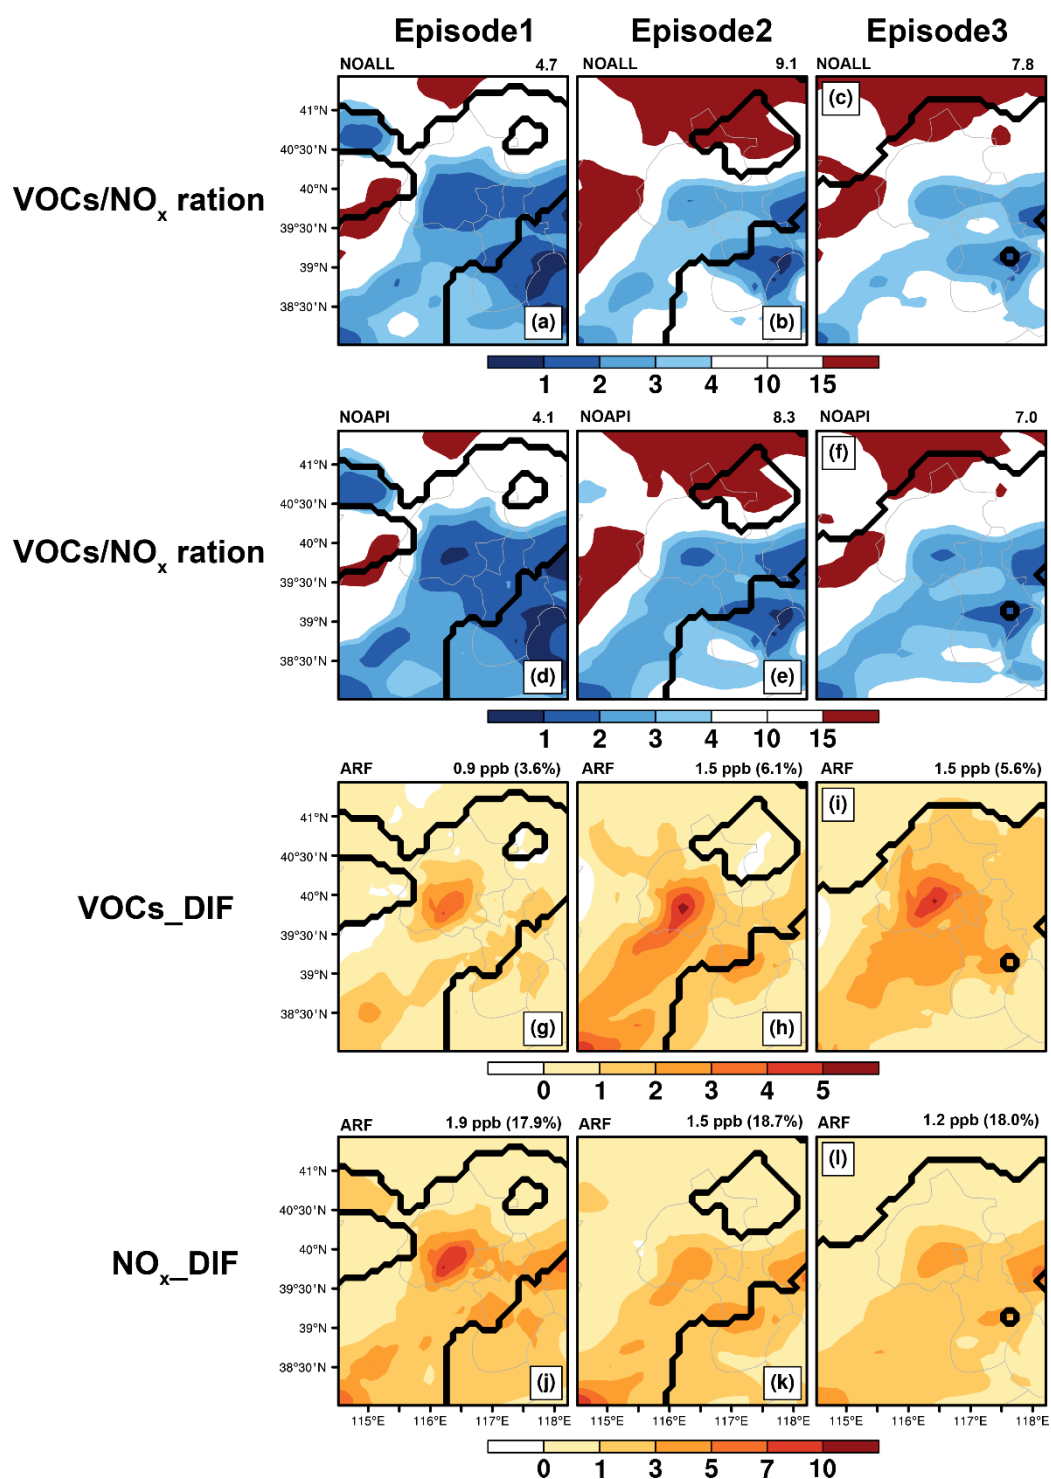 Episode1 Episode2 Episode3
NOALL 4.7 NOALL 9.1 NOALL 7.8
VOCs/NOx ration
41°N
40°30'N
40°N
39°30'N
39°N
38°30'N
(a) (b) (c)
1 2 3 4 10 15
NOAPI 4.1 NOAPI 8.3 NOAPI 7.0
VOCs/NOx ration
41°N
40°30'N
40°N
39°30'N
39°N
38°30'N
(d) (e) (f)
1 2 3 4 10 15
ARF 0.9 ppb (3.6%) ARF 1.5 ppb (6.1%) ARF 1.5 ppb (5.6%)
VOCs_DIF
41°N
40°30'N
40°N
39°30'N
39°N
38°30'N
(g) (h) (i)
0 1 2 3 4 5
ARF 1.9 ppb (17.9%) ARF 1.5 ppb (18.7%) ARF 1.2 ppb (18.0%)
NOx_DIF
41°N
40°30'N
40°N
39°30'N
39°N
38°30'N
(j) (k) (l)
115°E 116°E 117°E 118°E 115°E 116°E 117°E 118°E 115°E 116°E 117°E 118°E
0 1 3 5 7 10